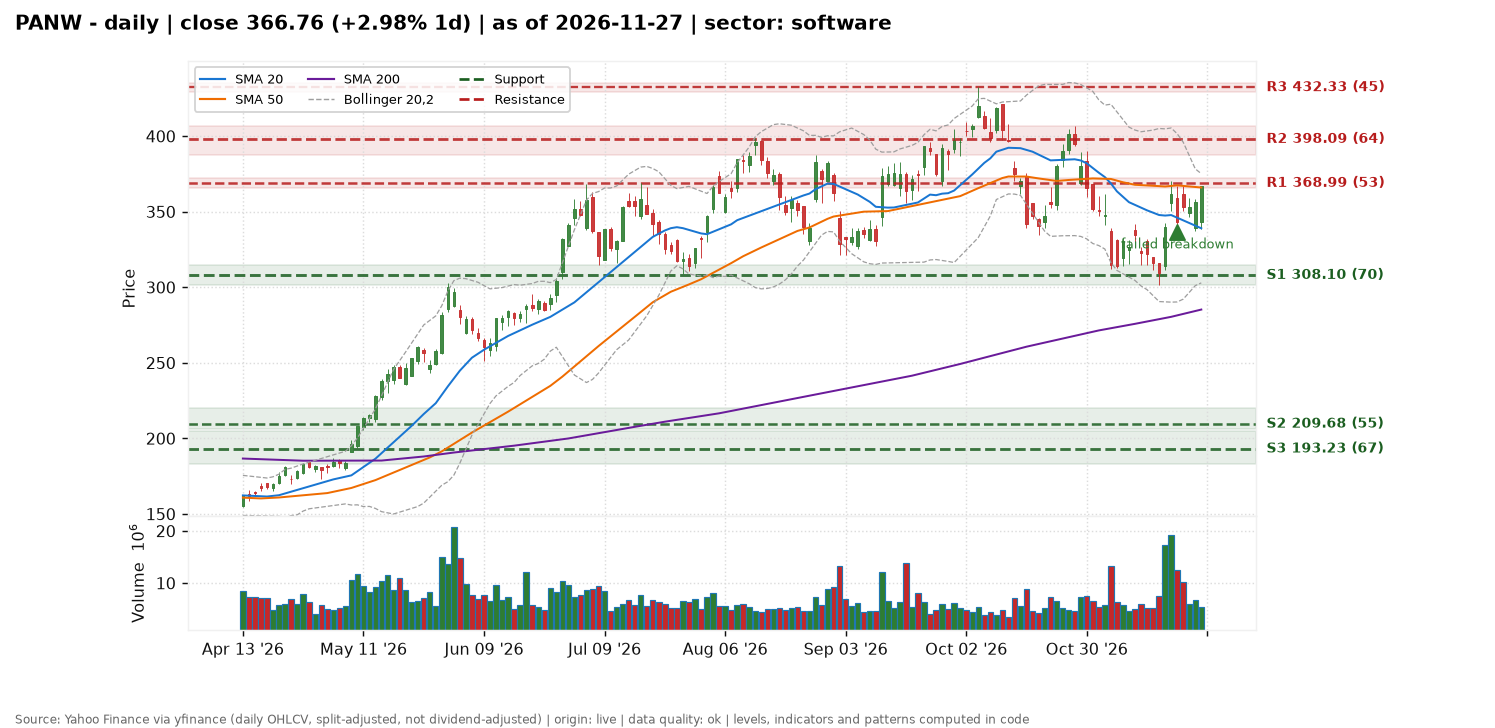 PANW - daily | close 366.76 (+2.98% 1d) | as of 2026-11-27 | sector: software
SMA 20
SMA 50
SMA 200
Bollinger 20,2
Support
Resistance
R3 432.33 (45)
R2 398.09 (64)
R1 368.99 (53)
failed breakdown
S1 308.10 (70)
S2 209.68 (55)
S3 193.23 (67)
Price
400
350
300
250
200
150
Volume 10⁶
20
10
Apr 13 '26
May 11 '26
Jun 09 '26
Jul 09 '26
Aug 06 '26
Sep 03 '26
Oct 02 '26
Oct 30 '26
Source: Yahoo Finance via yfinance (daily OHLCV, split-adjusted, not dividend-adjusted) | origin: live | data quality: ok | levels, indicators and patterns computed in code